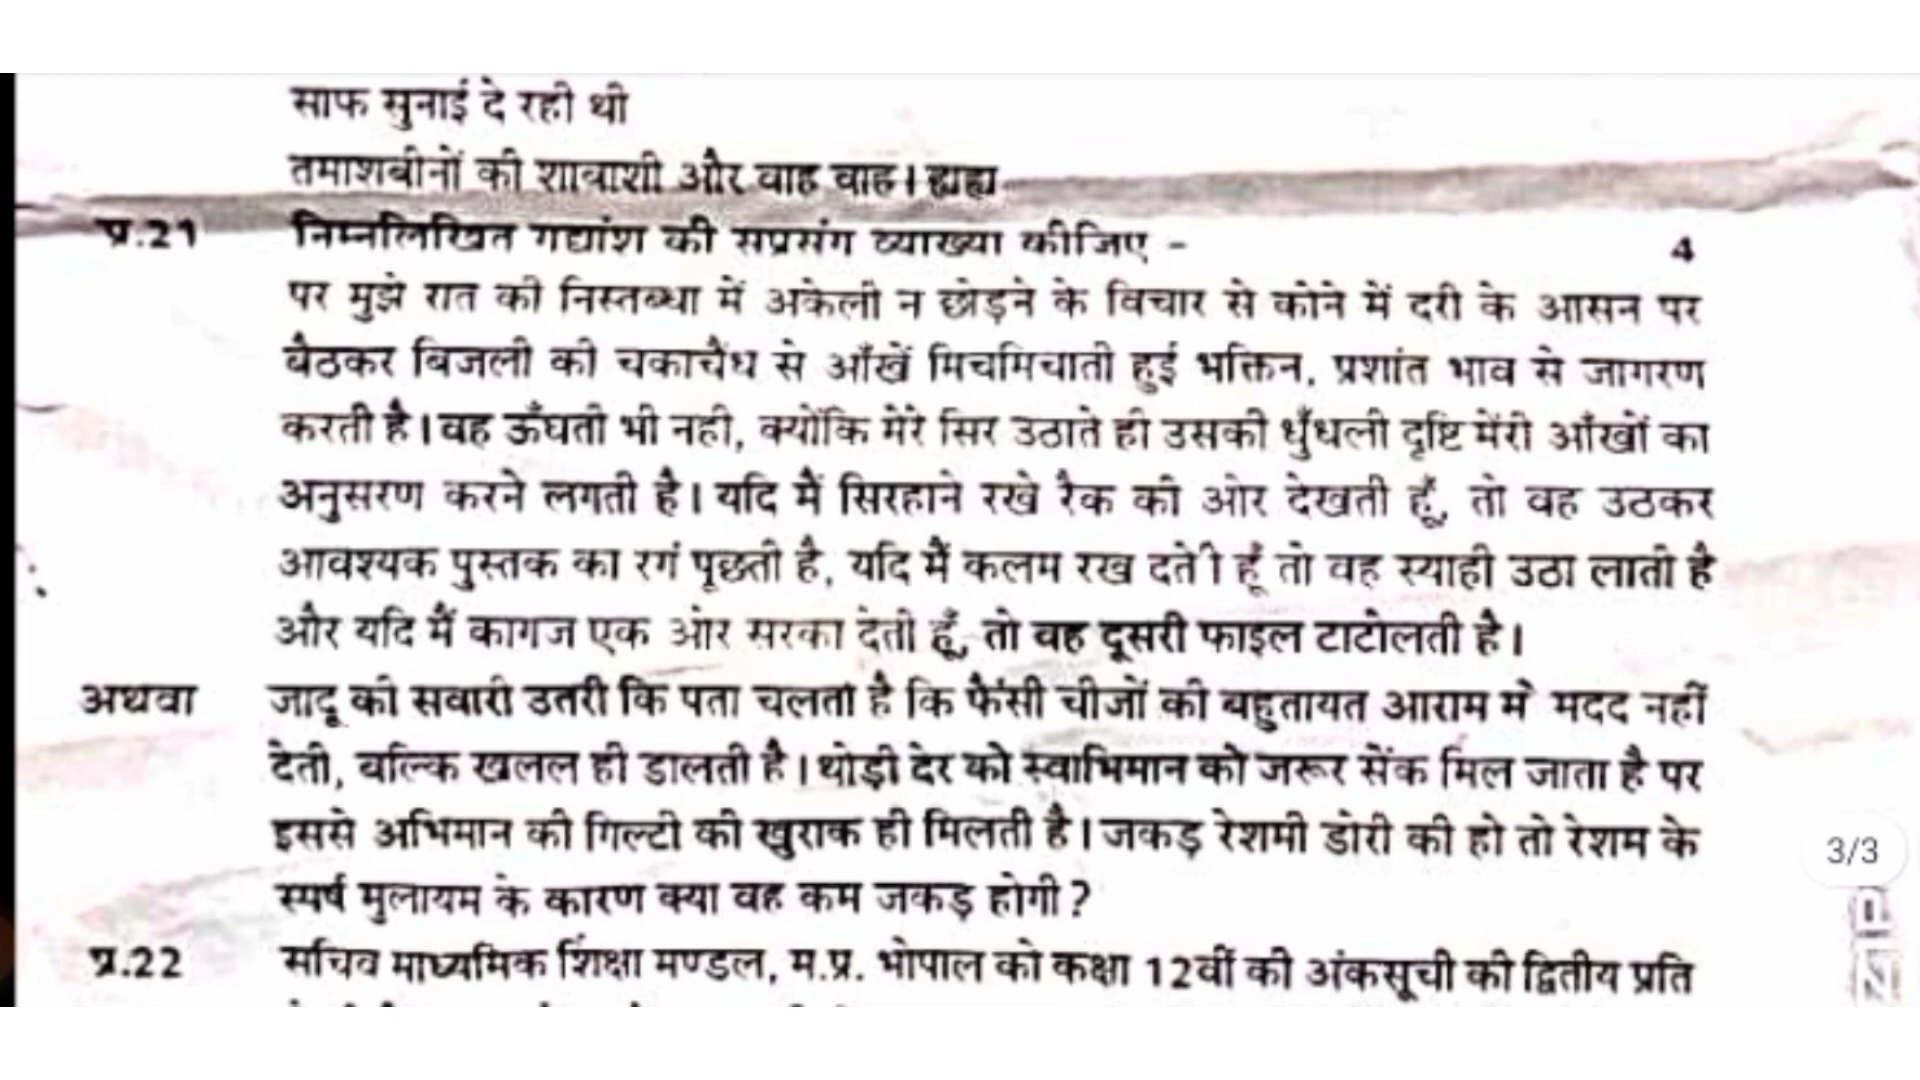 साफ सुनाई दे रही थी
तमाशबीनों की शाबाशी और वाह वाह। हाहा
प्र.21 निम्नलिखित गद्यांश की सप्रसंग व्याख्या कीजिए - 4
पर मुझे रात की निस्तब्धा में अकेली न छोड़ने के विचार से कोने में दरी के आसन पर
बैठकर बिजली की चकाचैंध से आँखें मिचमिचाती हुई भक्तिन, प्रशांत भाव से जागरण
करती है। वह ऊँघती भी नही, क्योंकि मेरे सिर उठाते ही उसकी धुँधली दृष्टि मेंरी आँखों का
अनुसरण करने लगती है। यदि मैं सिरहाने रखे रैक की ओर देखती हूँ, तो वह उठकर
आवश्यक पुस्तक का रगं पूछती है, यदि मैं कलम रख दतेी हूँ तो वह स्याही उठा लाती है
और यदि मैं कागज एक ओर सरका देती हूँ, तो वह दूसरी फाइल टाटोलती है।
अथवा जादू की सवारी उतरी कि पता चलता है कि फैंसी चीजों की बहुतायत आराम मे मदद नहीं
देती, बल्कि खलल ही डालती है। थोड़ी देर को स्वाभिमान को जरूर सेंक मिल जाता है पर
इससे अभिमान की गिल्टी की खुराक ही मिलती है। जकड़ रेशमी डोरी की हो तो रेशम के
स्पर्ष मुलायम के कारण क्या वह कम जकड़ होगी?
3/3
प्र.22 सचिव माध्यमिक शिंक्षा मण्डल, म.प्र. भोपाल को कक्षा 12वीं की अंकसूची की द्वितीय प्रति